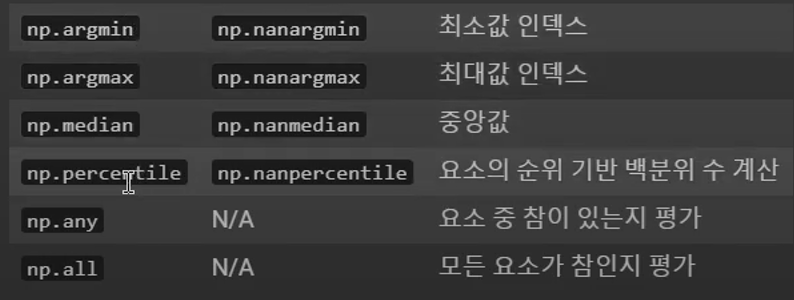 np.argmin np.nanargmin 최소값 인덱스
np.argmax np.nanargmax 최대값 인덱스
np.median np.nanmedian 중앙값
np.percentile np.nanpercentile 요소의 순위 기반 백분위 수 계산
np.any N/A 요소 중 참이 있는지 평가
np.all N/A 모든 요소가 참인지 평가